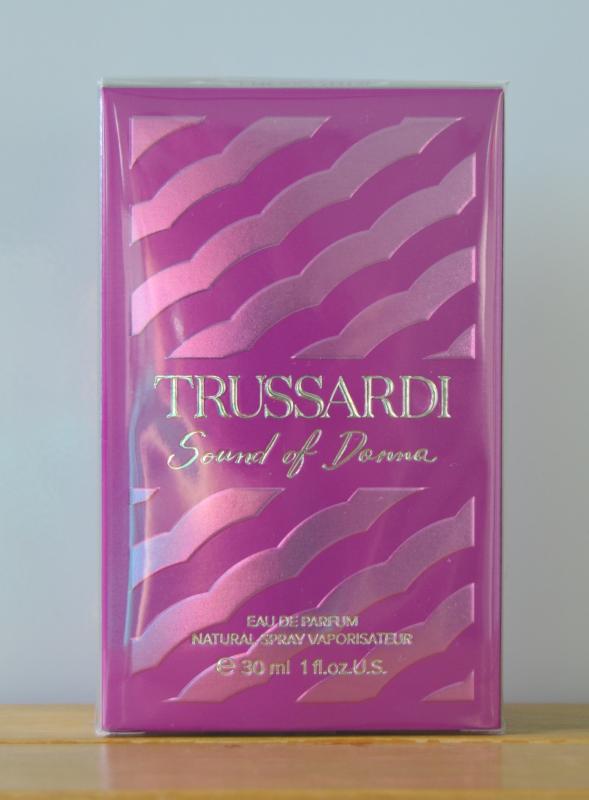 TRUSSARDI
Sound of Donna
EAU DE PARFUM
NATURAL SPRAY VAPORISATEUR
℮ 30 ml 1 fl.oz.U.S.